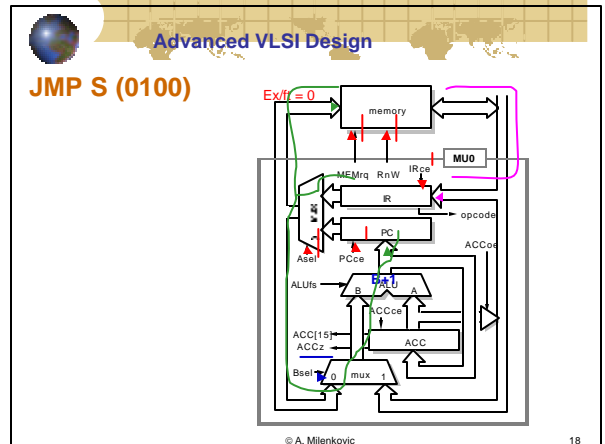 Advanced VLSI Design
JMP S (0100)
Ex/ft = 0
memory
MU0
MEMrq RnW IRce
IR
opcode
PC
Asel PCce ACCoe
B+1
ALUfs ALU
B A
ACCce
ACC[15]
ACCz ACC
Bsel 0 mux 1
© A. Milenkovic 18